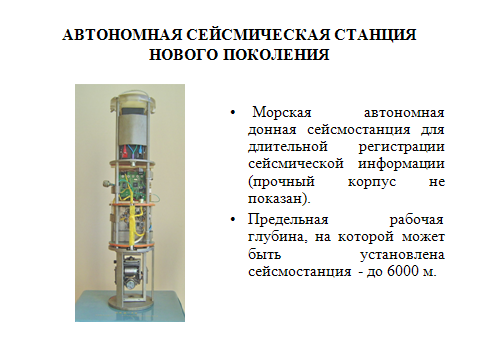 АВТОНОМНАЯ СЕЙСМИЧЕСКАЯ СТАНЦИЯ
НОВОГО ПОКОЛЕНИЯ
• Морская автономная
донная сейсмостанция для
длительной регистрации
сейсмической информации
(прочный корпус не
показан).
• Предельная рабочая
глубина, на которой может
быть установлена
сейсмостанция - до 6000 м.